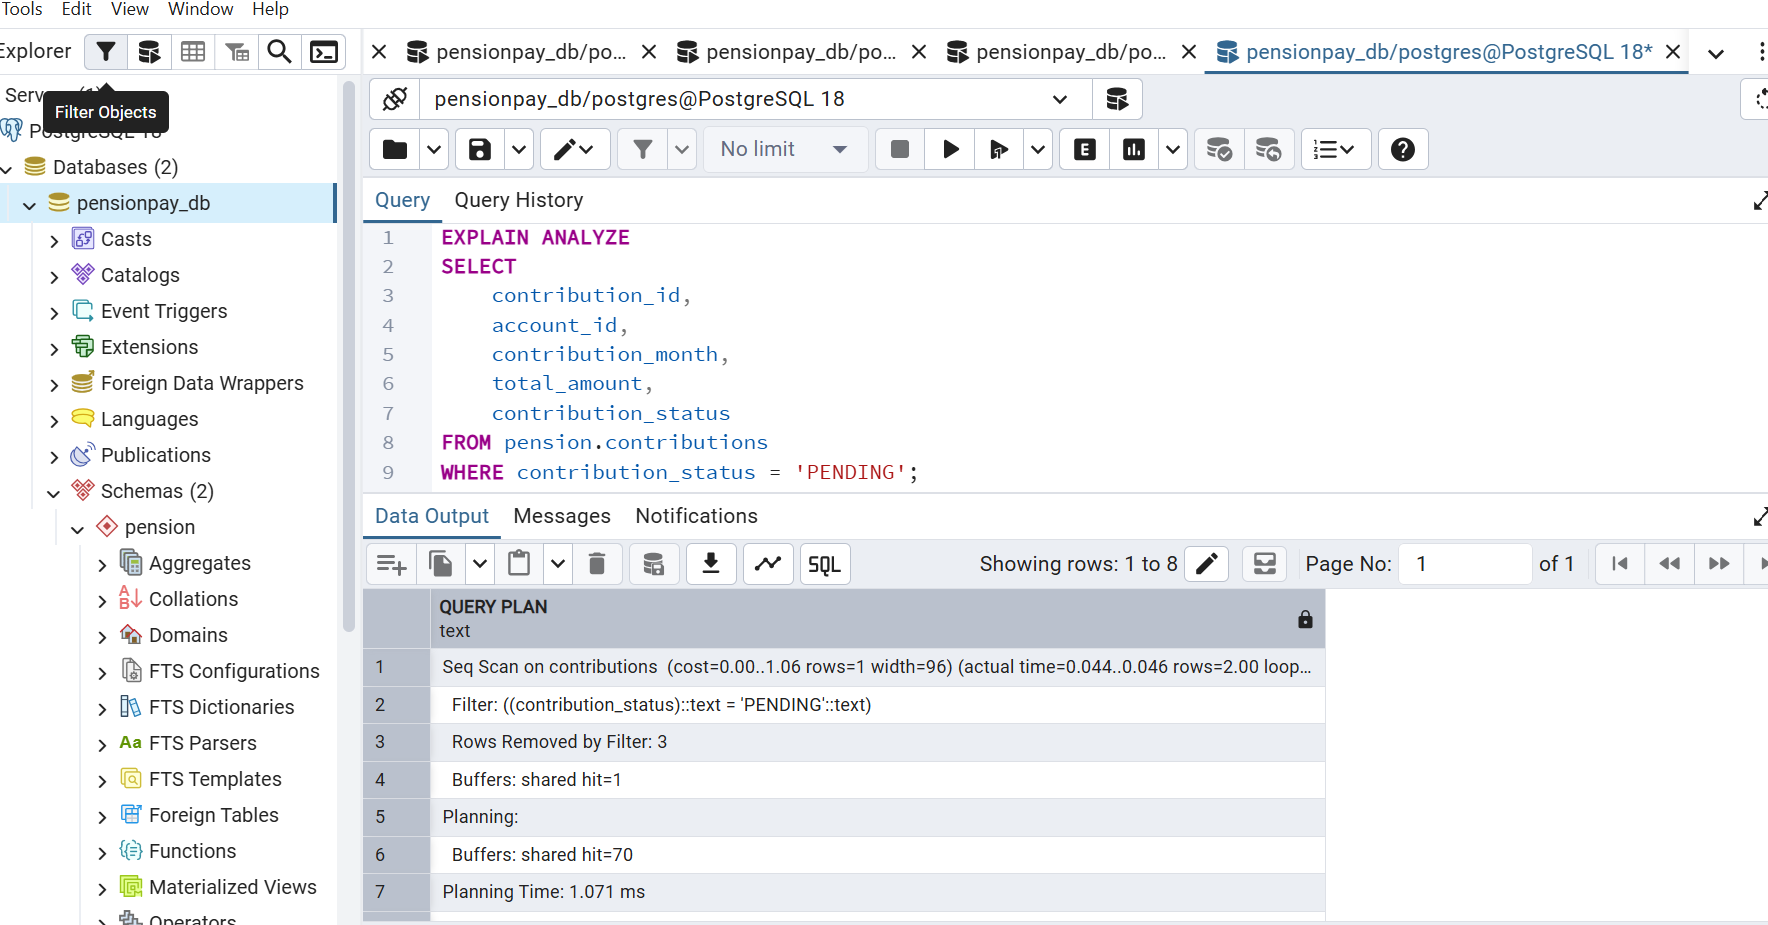 Tools Edit View Window Help
Explorer
pensionpay_db/po...
pensionpay_db/po...
pensionpay_db/po...
pensionpay_db/postgres@PostgreSQL 18*
Filter Objects
Databases (2)
pensionpay_db
Casts
Catalogs
Event Triggers
Extensions
Foreign Data Wrappers
Languages
Publications
Schemas (2)
pension
Aggregates
Collations
Domains
FTS Configurations
FTS Dictionaries
Aa FTS Parsers
FTS Templates
Foreign Tables
Functions
Materialized Views
Operators
pensionpay_db/postgres@PostgreSQL 18
No limit
E
Query Query History
1 EXPLAIN ANALYZE
2 SELECT
3 contribution_id,
4 account_id,
5 contribution_month,
6 total_amount,
7 contribution_status
8 FROM pension.contributions
9 WHERE contribution_status = 'PENDING';
Data Output Messages Notifications
SQL Showing rows: 1 to 8 Page No: 1 of 1
QUERY PLAN
text
1 Seq Scan on contributions (cost=0.00..1.06 rows=1 width=96) (actual time=0.044..0.046 rows=2.00 loop...
2 Filter: ((contribution_status)::text = 'PENDING'::text)
3 Rows Removed by Filter: 3
4 Buffers: shared hit=1
5 Planning:
6 Buffers: shared hit=70
7 Planning Time: 1.071 ms